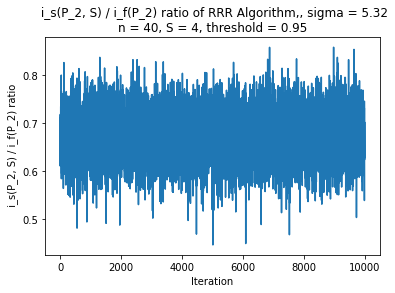 i_s(P_2, S) / i_f(P_2) ratio of RRR Algorithm,, sigma = 5.32
n = 40, S = 4, threshold = 0.95
i_s(P_2, S) / i_f(P_2) ratio
0.8
0.7
0.6
0.5
0 2000 4000 6000 8000 10000
Iteration